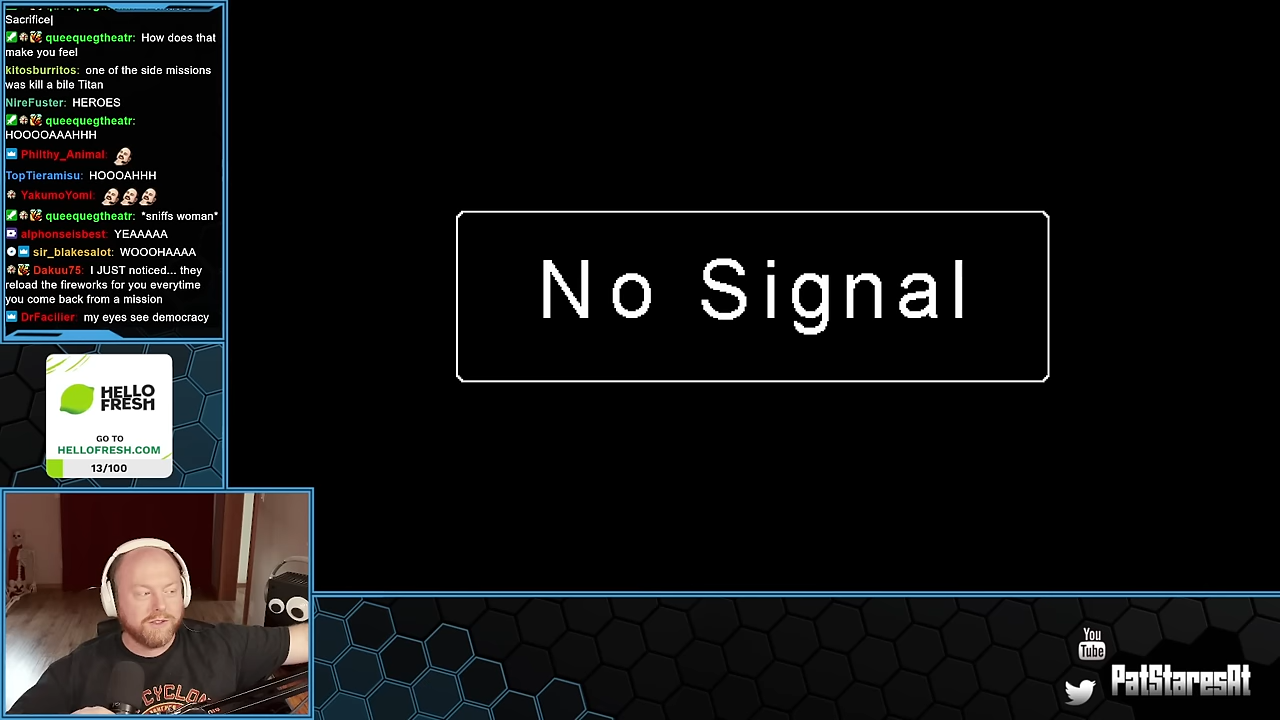 Sacrifice|
queequegtheatr: How does that
make you feel
kitosburritos: one of the side missions
was kill a bile Titan
NireFuster: HEROES
queequegtheatr:
HOOOOAAAHHH
Philthy_Animal:
TopTieramisu: HOOOAHHH
YakumoYomi:
queequegtheatr: *sniffs woman*
alphonseisbest: YEAAAAA
sir_blakesalot: WOOOHAAAA
Dakuu75: I JUST noticed... they
reload the fireworks for you everytime
you come back from a mission
DrFacilier: my eyes see democracy
HELLO
FRESH
GO TO
HELLOFRESH.COM
13/100
No Signal
CYCLON
You
Tube
PatStaresAt